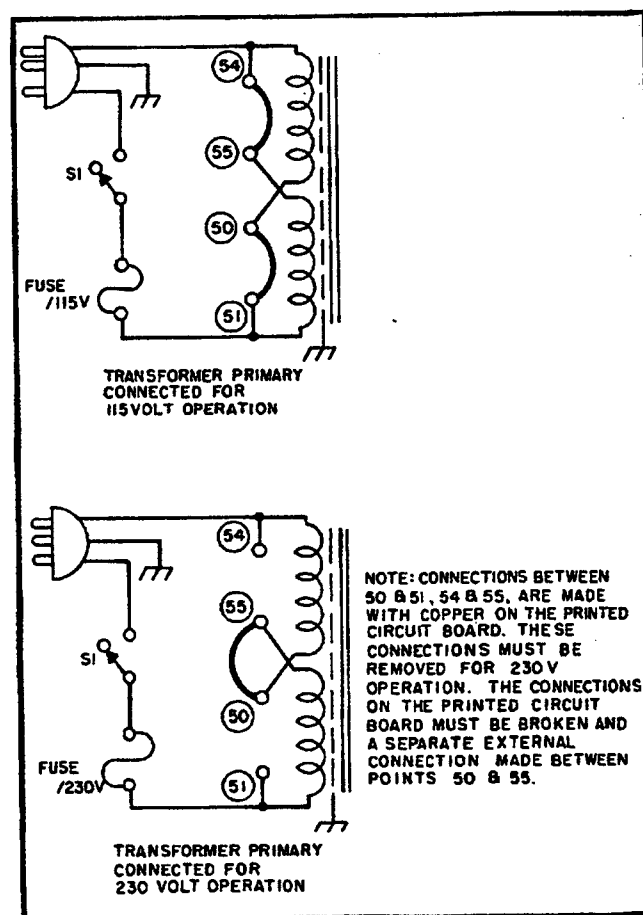 54
55
S1
50
FUSE
/115V
51
TRANSFORMER PRIMARY
CONNECTED FOR
115VOLT OPERATION
54
NOTE: CONNECTIONS BETWEEN
50 & 51, 54 & 55, ARE MADE
WITH COPPER ON THE PRINTED
CIRCUIT BOARD. THESE
CONNECTIONS MUST BE
REMOVED FOR 230 V
OPERATION. THE CONNECTIONS
ON THE PRINTED CIRCUIT
BOARD MUST BE BROKEN AND
A SEPARATE EXTERNAL
CONNECTION MADE BETWEEN
POINTS 50 & 55.
55
S1
50
FUSE
/230V
51
TRANSFORMER PRIMARY
CONNECTED FOR
230 VOLT OPERATION